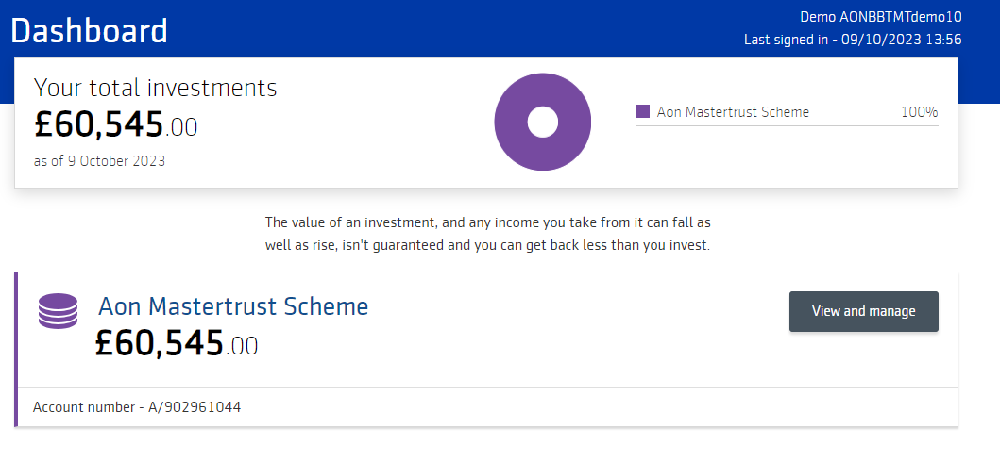 Dashboard
Demo AONBBTMTdemo10
Last signed in - 09/10/2023 13:56
Your total investments
£60,545.00
as of 9 October 2023
Aon Mastertrust Scheme 100%
The value of an investment, and any income you take from it can fall as
well as rise, isn't guaranteed and you can get back less than you invest.
Aon Mastertrust Scheme
£60,545.00
View and manage
Account number - A/902961044